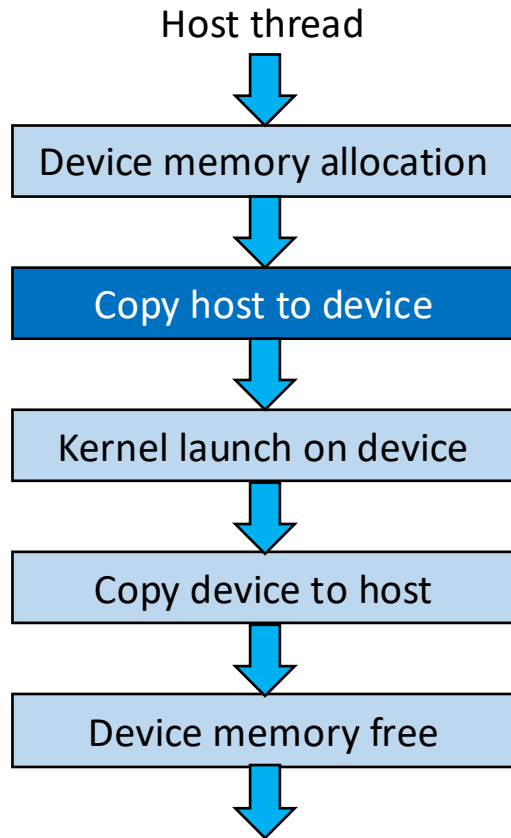 Host thread
Device memory allocation
Copy host to device
Kernel launch on device
Copy device to host
Device memory free